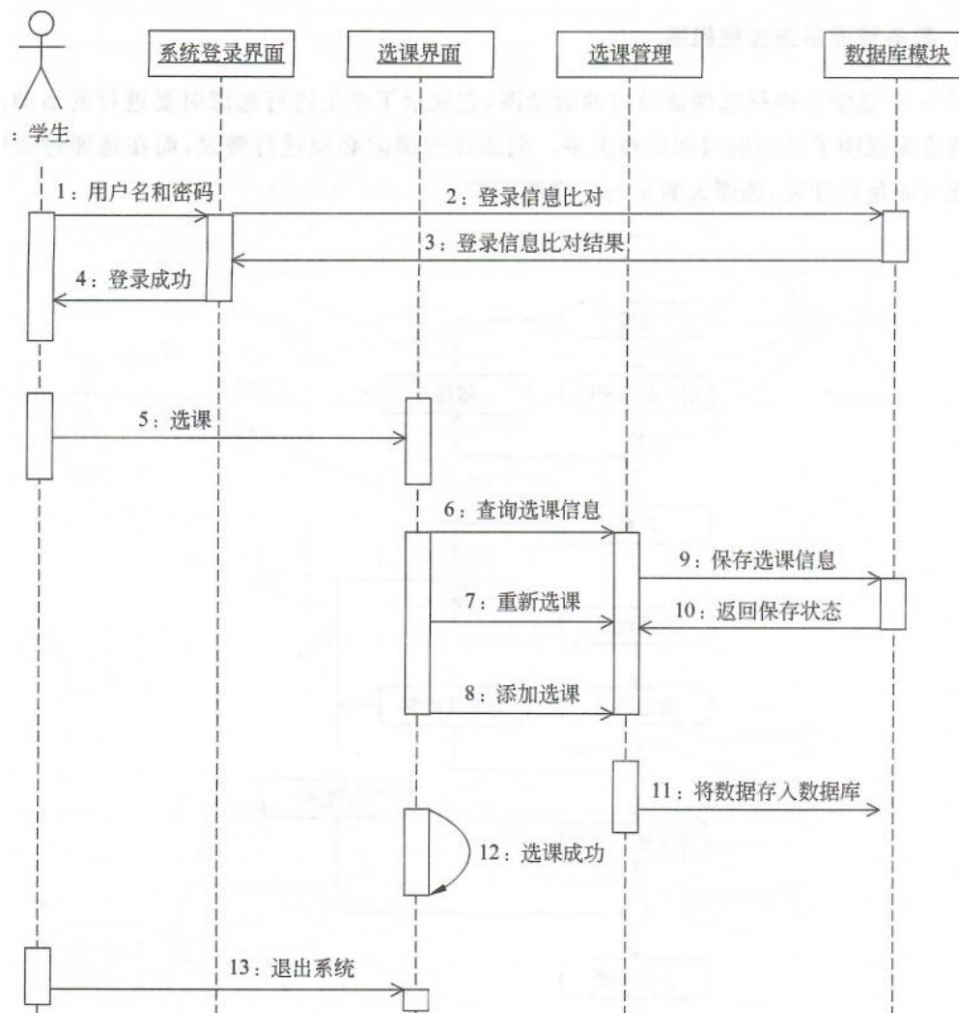 系统登录界面
选课界面
选课管理
数据库模块
: 学生
1：用户名和密码
2：登录信息比对
3：登录信息比对结果
4：登录成功
5：选课
6：查询选课信息
9：保存选课信息
7：重新选课
10：返回保存状态
8：添加选课
11：将数据存入数据库
12：选课成功
13：退出系统